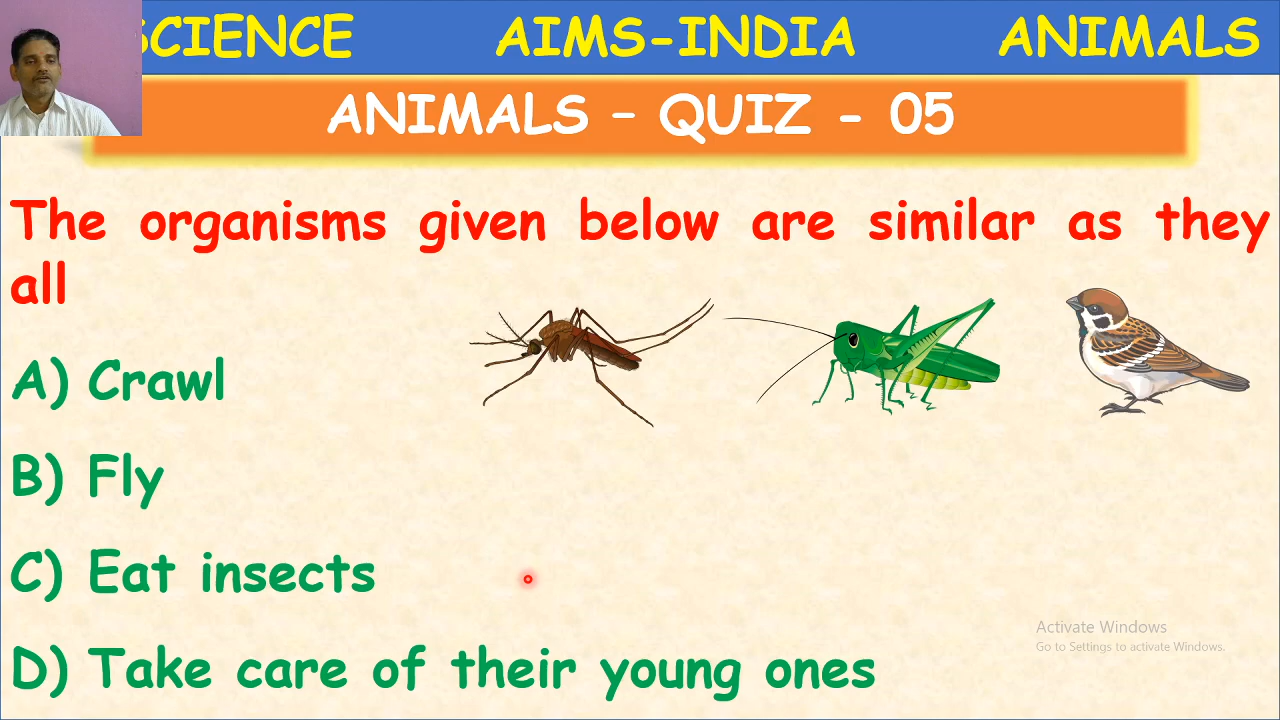 SCIENCE AIMS-INDIA ANIMALS
ANIMALS – QUIZ - 05
The organisms given below are similar as they
all
A) Crawl
B) Fly
C) Eat insects
D) Take care of their young ones
Activate Windows
Go to Settings to activate Windows.